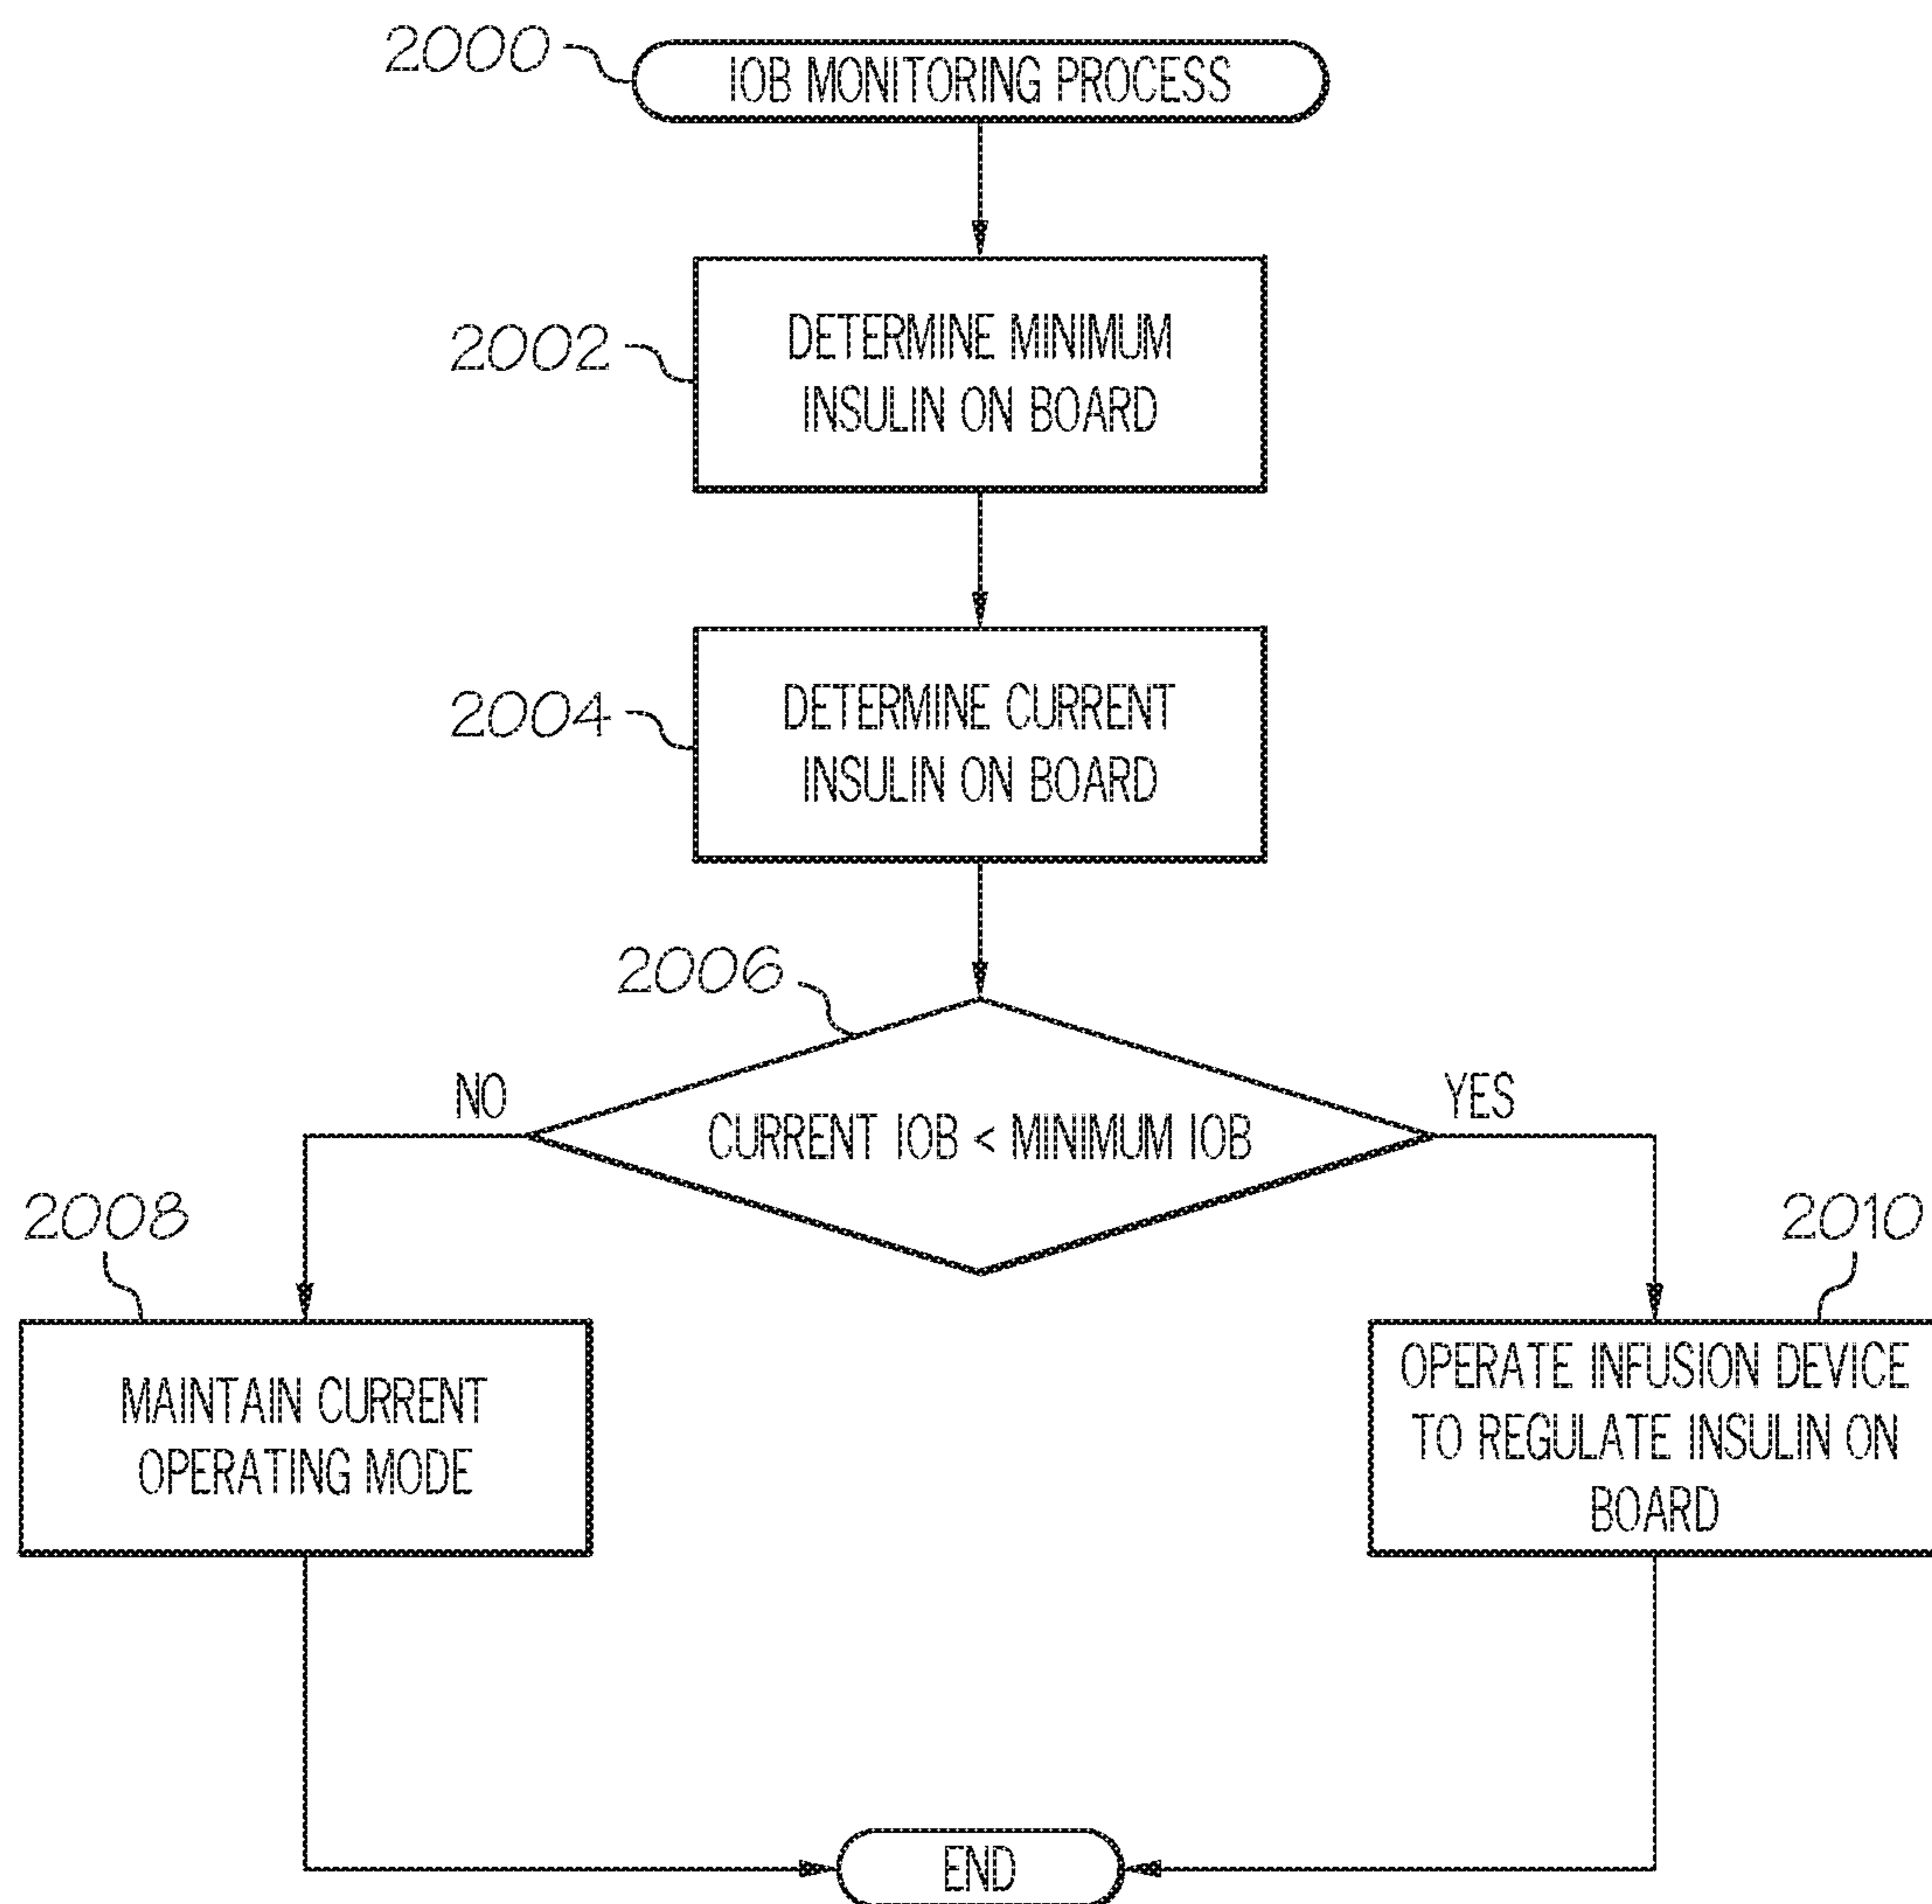 2000
IOB MONITORING PROCESS
2002
DETERMINE MINIMUM
INSULIN ON BOARD
2004
DETERMINE CURRENT
INSULIN ON BOARD
2006
NO
CURRENT IOB < MINIMUM IOB
YES
2008
MAINTAIN CURRENT
OPERATING MODE
2010
OPERATE INFUSION DEVICE
TO REGULATE INSULIN ON
BOARD
END